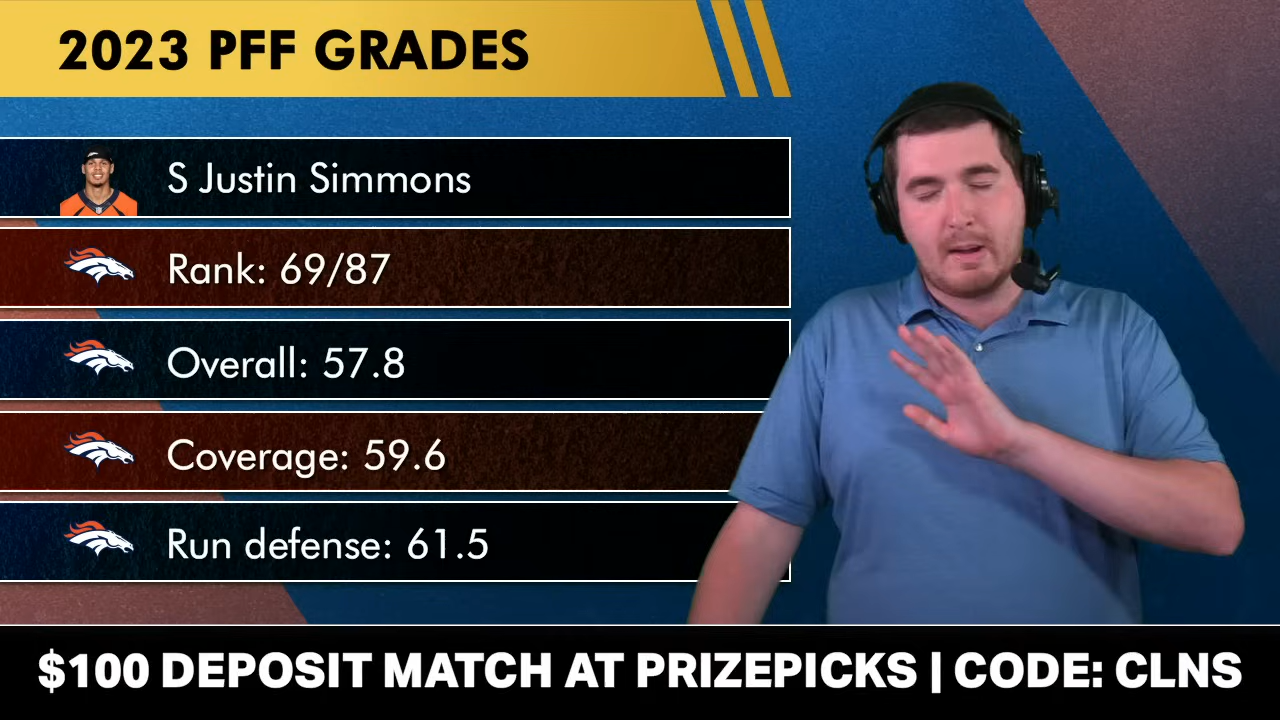 2023 PFF GRADES
S Justin Simmons
Rank: 69/87
Overall: 57.8
Coverage: 59.6
Run defense: 61.5
$100 DEPOSIT MATCH AT PRIZEPICKS | CODE: CLNS